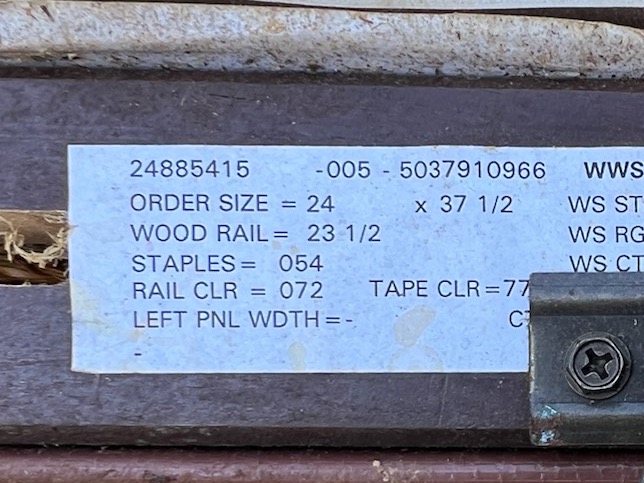 24885415 -005 - 5037910966 WWS
ORDER SIZE = 24 x 37 1/2 WS ST
WOOD RAIL= 23 1/2 WS RG
STAPLES= 054 WS CT
RAIL CLR = 072 TAPE CLR=77
LEFT PNL WDTH=- C7
-